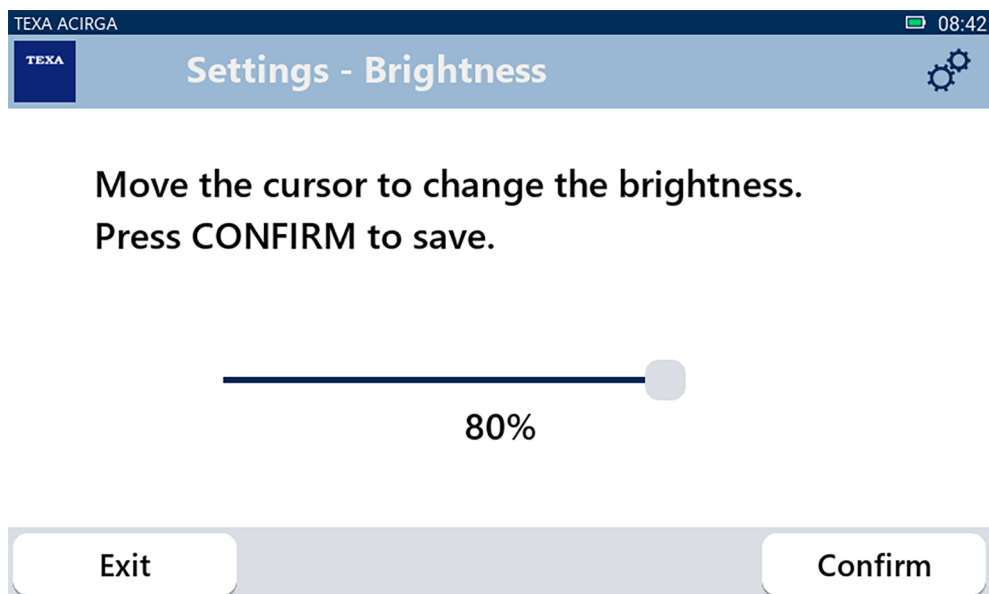 TEXA ACIRGA 08:42
TEXA
Settings - Brightness
Move the cursor to change the brightness.
Press CONFIRM to save.
80%
Exit Confirm